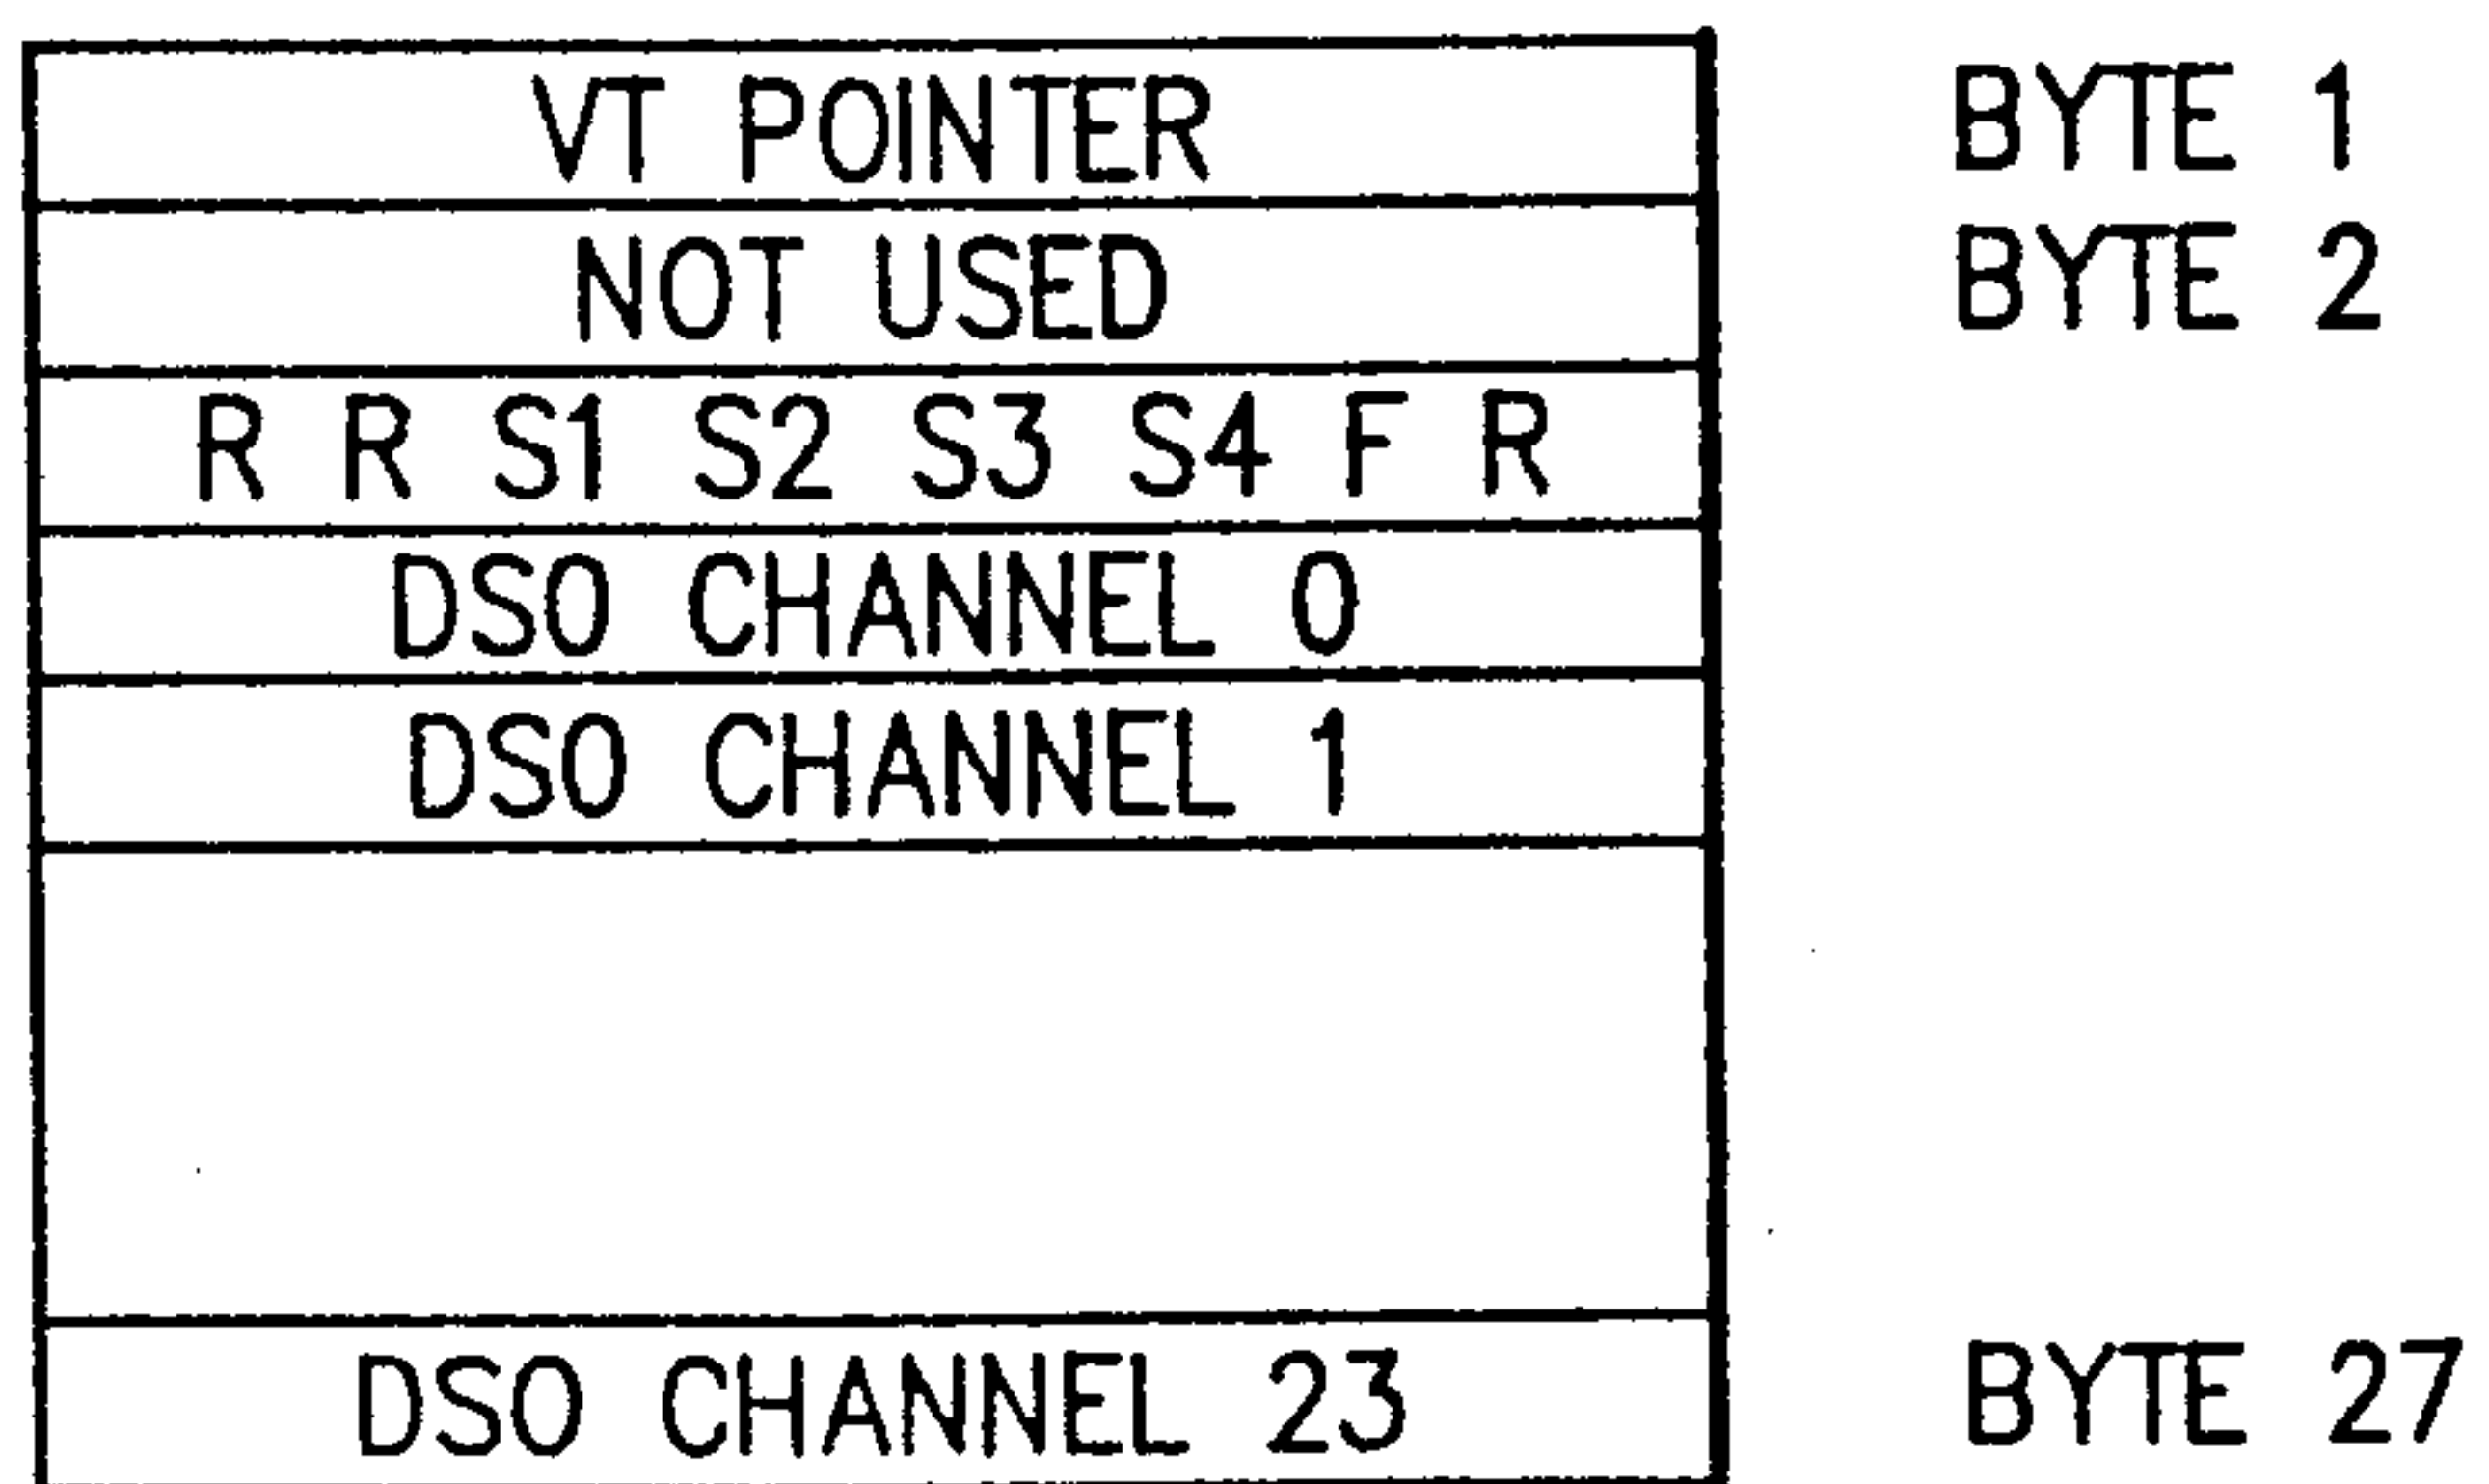 VT POINTER BYTE 1
NOT USED BYTE 2
R R S1 S2 S3 S4 F R
DS0 CHANNEL 0
DS0 CHANNEL 1
DS0 CHANNEL 23 BYTE 27